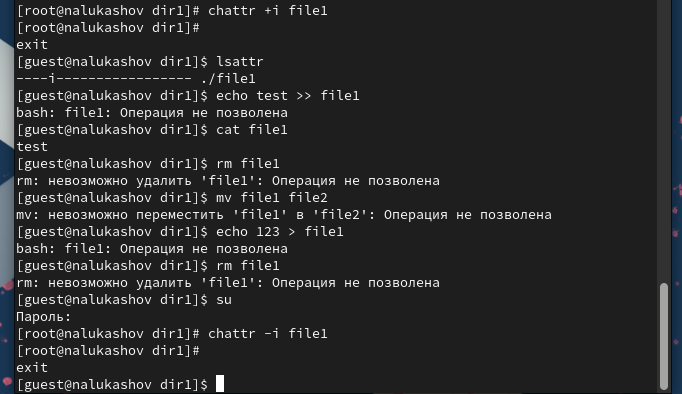 [root@nalukashov dir1]# chattr +i file1
[root@nalukashov dir1]#
exit
[guest@nalukashov dir1]$ lsattr
----i----------------- ./file1
[guest@nalukashov dir1]$ echo test >> file1
bash: file1: Операция не позволена
[guest@nalukashov dir1]$ cat file1
test
[guest@nalukashov dir1]$ rm file1
rm: невозможно удалить 'file1': Операция не позволена
[guest@nalukashov dir1]$ mv file1 file2
mv: невозможно переместить 'file1' в 'file2': Операция не позволена
[guest@nalukashov dir1]$ echo 123 > file1
bash: file1: Операция не позволена
[guest@nalukashov dir1]$ rm file1
rm: невозможно удалить 'file1': Операция не позволена
[guest@nalukashov dir1]$ su
Пароль:
[root@nalukashov dir1]# chattr -i file1
[root@nalukashov dir1]#
exit
[guest@nalukashov dir1]$